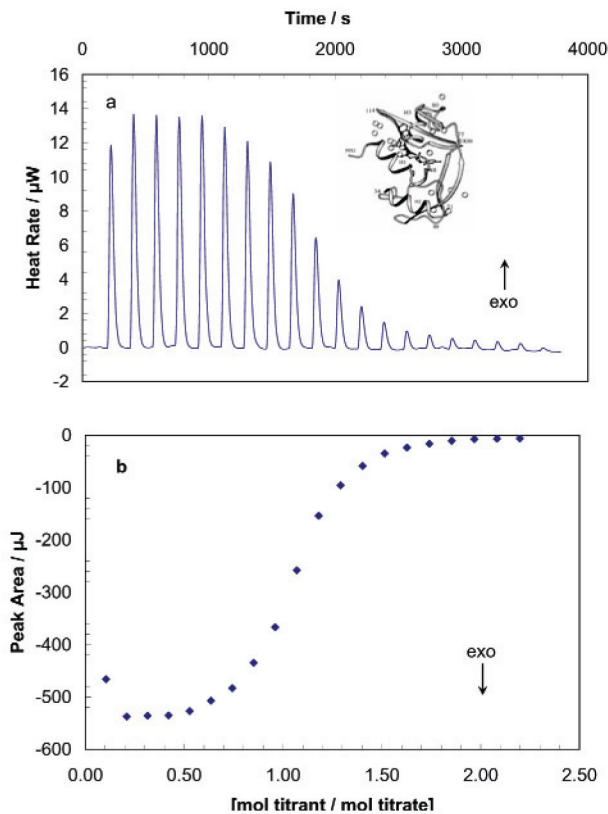 Time / s
0 1000 2000 3000 4000
16
14
12
10
8
6
4
2
0
-2
Heat Rate / µW
a
exo
0
-100
-200
-300
-400
-500
-600
Peak Area / µJ
b
exo
0.00 0.50 1.00 1.50 2.00 2.50
[mol titrant / mol titrate]